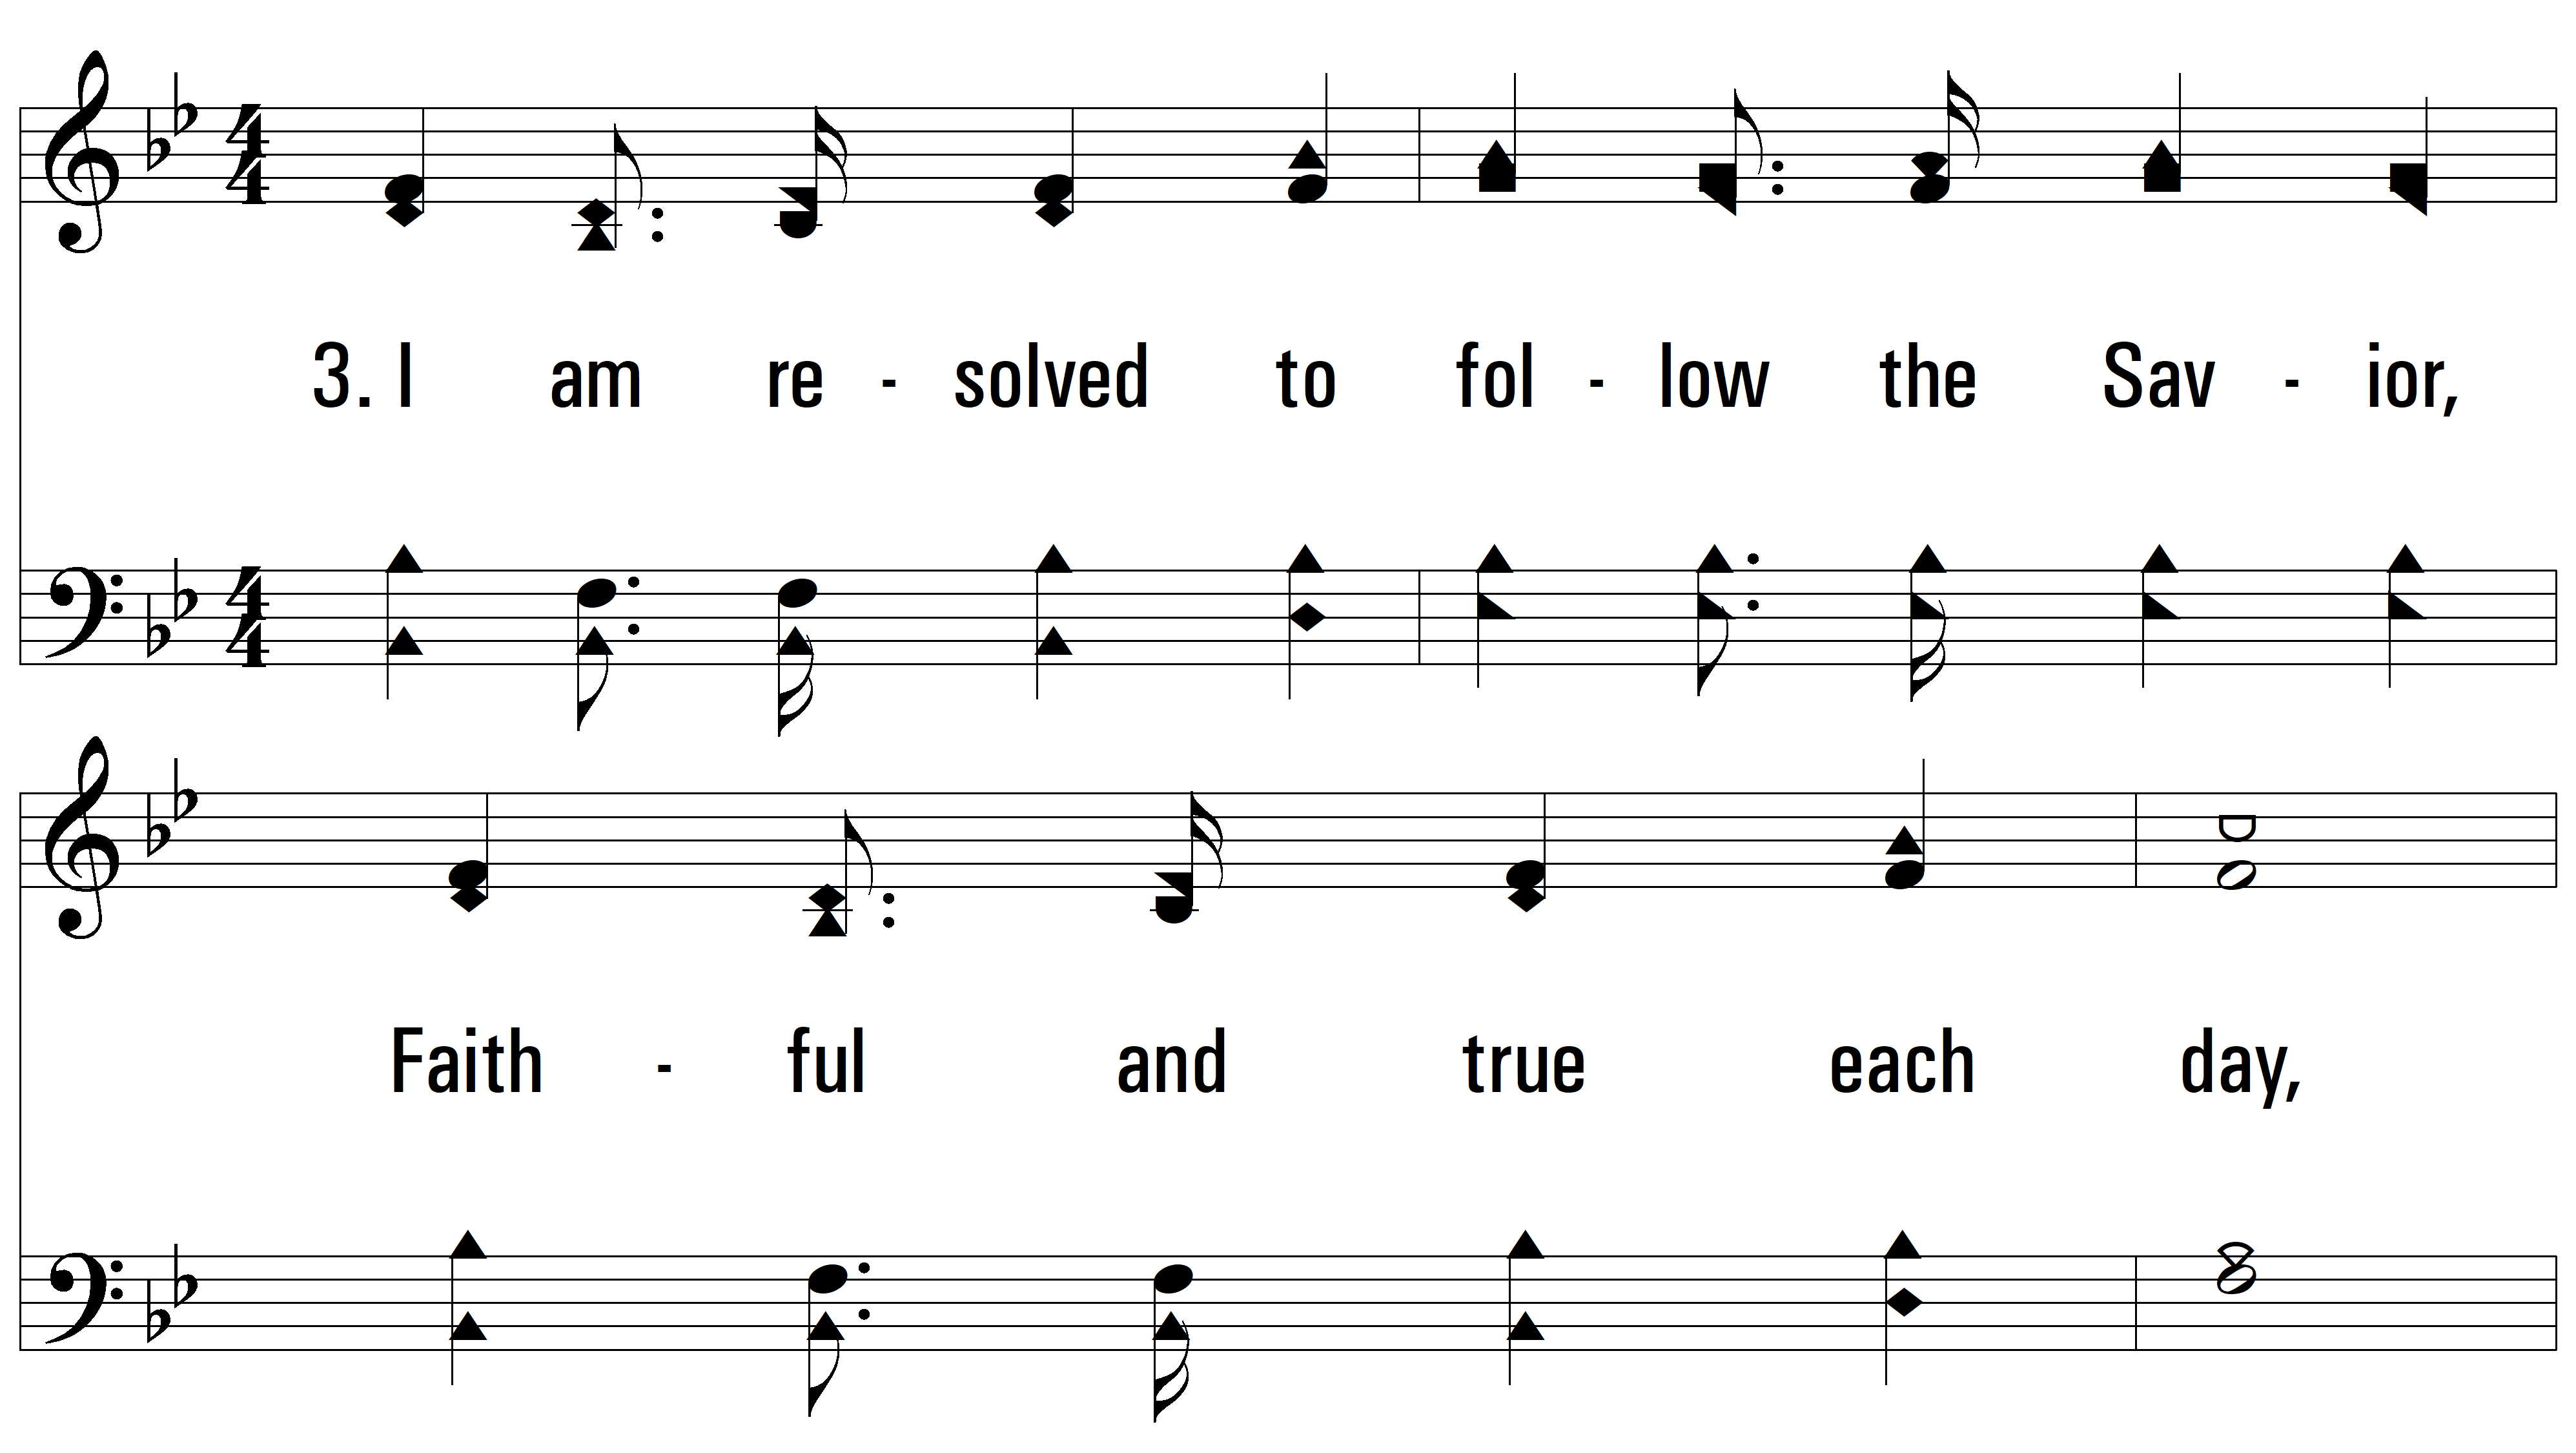 3. I am re - solved to fol - low the Sav - ior,
Faith - ful and true each day,